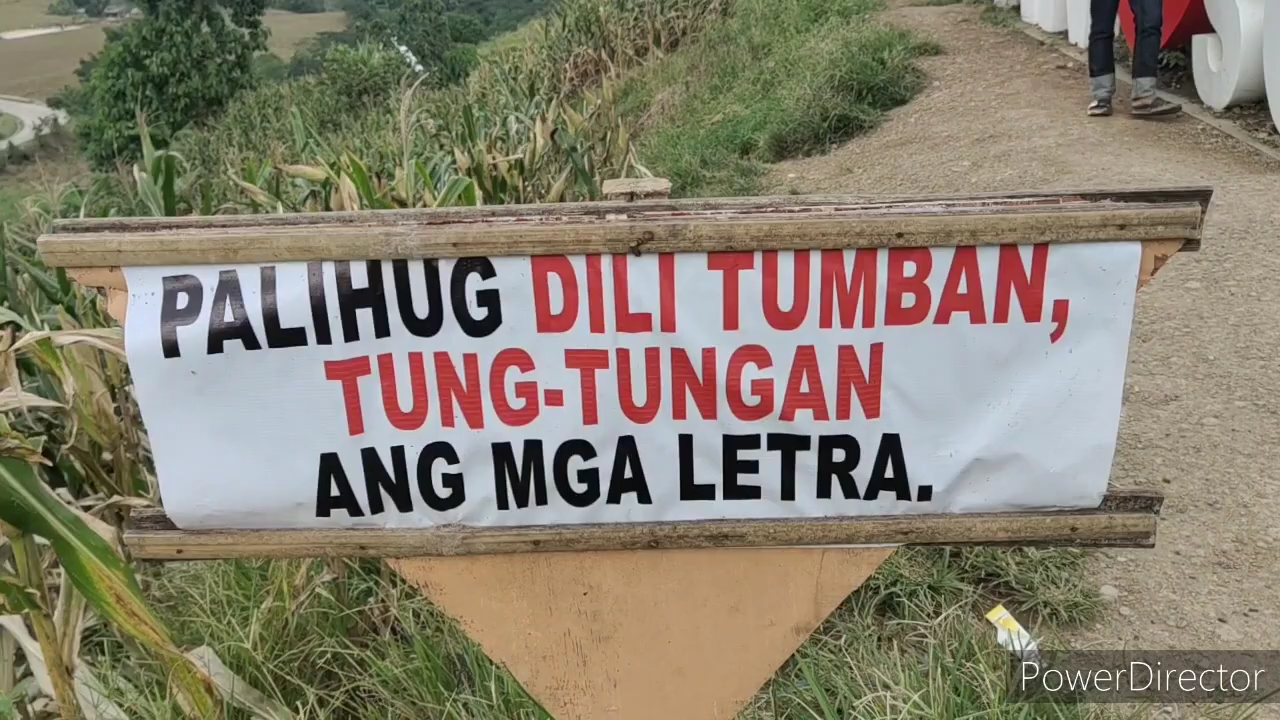 PALIHUG DILI TUMBAN,
TUNG-TUNGAN
ANG MGA LETRA.
PowerDirector